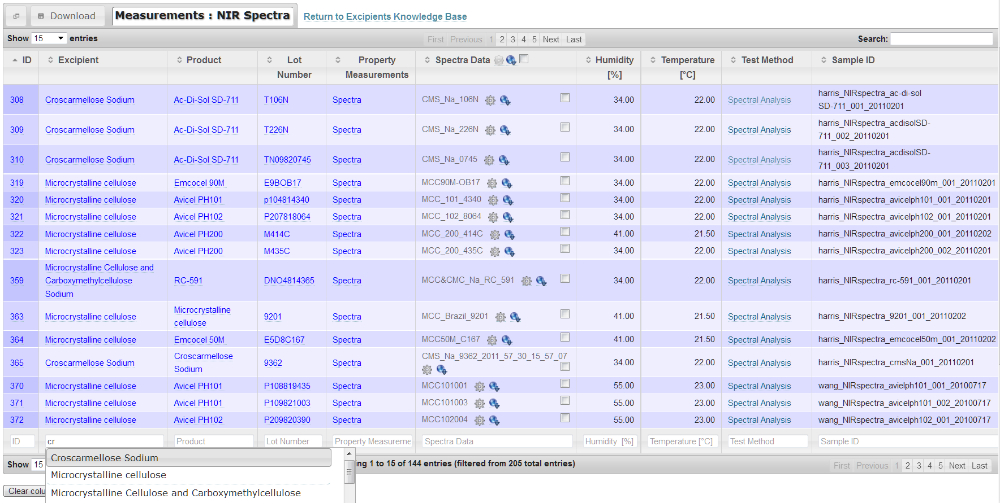 Download Measurements : NIR Spectra Return to Excipients Knowledge Base
Show 15 entries First Previous 1 2 3 4 5 Next Last Search:
ID Excipient Product Lot Number Property Measurements Spectra Data Humidity [%] Temperature [°C] Test Method Sample ID
308 Croscarmellose Sodium Ac-Di-Sol SD-711 T106N Spectra CMS_Na_106N 34.00 22.00 Spectral Analysis harris_NIRspectra_ac-di-sol
SD-711_001_20110201
309 Croscarmellose Sodium Ac-Di-Sol SD-711 T226N Spectra CMS_Na_226N 34.00 22.00 Spectral Analysis harris_NIRspectra_acdisolSD-
711_002_20110201
310 Croscarmellose Sodium Ac-Di-Sol SD-711 TN09820745 Spectra CMS_Na_0745 34.00 22.00 Spectral Analysis harris_NIRspectra_acdisolSD-
711_003_20110201
319 Microcrystalline cellulose Emcocel 90M E9BOB17 Spectra MCC90M-OB17 34.00 22.00 Spectral Analysis harris_NIRspectra_emcocel90m_001_20110201
320 Microcrystalline cellulose Avicel PH101 p104814340 Spectra MCC_101_4340 34.00 22.00 Spectral Analysis harris_NIRspectra_avicelph101_001_20110201
321 Microcrystalline cellulose Avicel PH102 P207818064 Spectra MCC_102_8064 34.00 22.00 Spectral Analysis harris_NIRspectra_avicelph102_001_20110201
322 Microcrystalline cellulose Avicel PH200 M414C Spectra MCC_200_414C 41.00 21.50 Spectral Analysis harris_NIRspectra_avicelph200_001_20110202
323 Microcrystalline cellulose Avicel PH200 M435C Spectra MCC_200_435C 34.00 22.00 Spectral Analysis harris_NIRspectra_avicelph200_002_20110201
359 Microcrystalline Cellulose and
Carboxymethylcellulose
Sodium RC-591 DNO4814365 Spectra MCC&CMC_Na_RC_591 34.00 22.00 Spectral Analysis harris_NIRspectra_rc-591_001_20110201
363 Microcrystalline cellulose Microcrystalline
cellulose 9201 Spectra MCC_Brazil_9201 41.00 21.50 Spectral Analysis harris_NIRspectra_9201_001_20110202
364 Microcrystalline cellulose Emcocel 50M E5D8C167 Spectra MCC50M_C167 41.00 21.50 Spectral Analysis harris_NIRspectra_emcocel50m_001_20110202
365 Croscarmellose Sodium Croscarmellose
Sodium 9362 Spectra CMS_Na_9362_2011_57_30_15_57_07 34.00 22.00 Spectral Analysis harris_NIRspectra_cmsNa_001_20110201
370 Microcrystalline cellulose Avicel PH101 P108819435 Spectra MCC101001 55.00 23.00 Spectral Analysis wang_NIRspectra_avielph101_001_20100717
371 Microcrystalline cellulose Avicel PH101 P109821003 Spectra MCC101003 55.00 23.00 Spectral Analysis wang_NIRspectra_avicelph101_002_20100717
372 Microcrystalline cellulose Avicel PH102 P209820390 Spectra MCC102004 55.00 23.00 Spectral Analysis wang_NIRspectra_avicelph102_001_20100717
ID cr Product Lot Number Property Measureme Spectra Data Humidity [%] Temperature [°C] Test Method Sample ID
Croscarmellose Sodium
Show 15 ing 1 to 15 of 144 entries (filtered from 205 total entries) First Previous 1 2 3 4 5 Next Last
Microcrystalline cellulose
Clear colu
Microcrystalline Cellulose and Carboxymethylcellulose